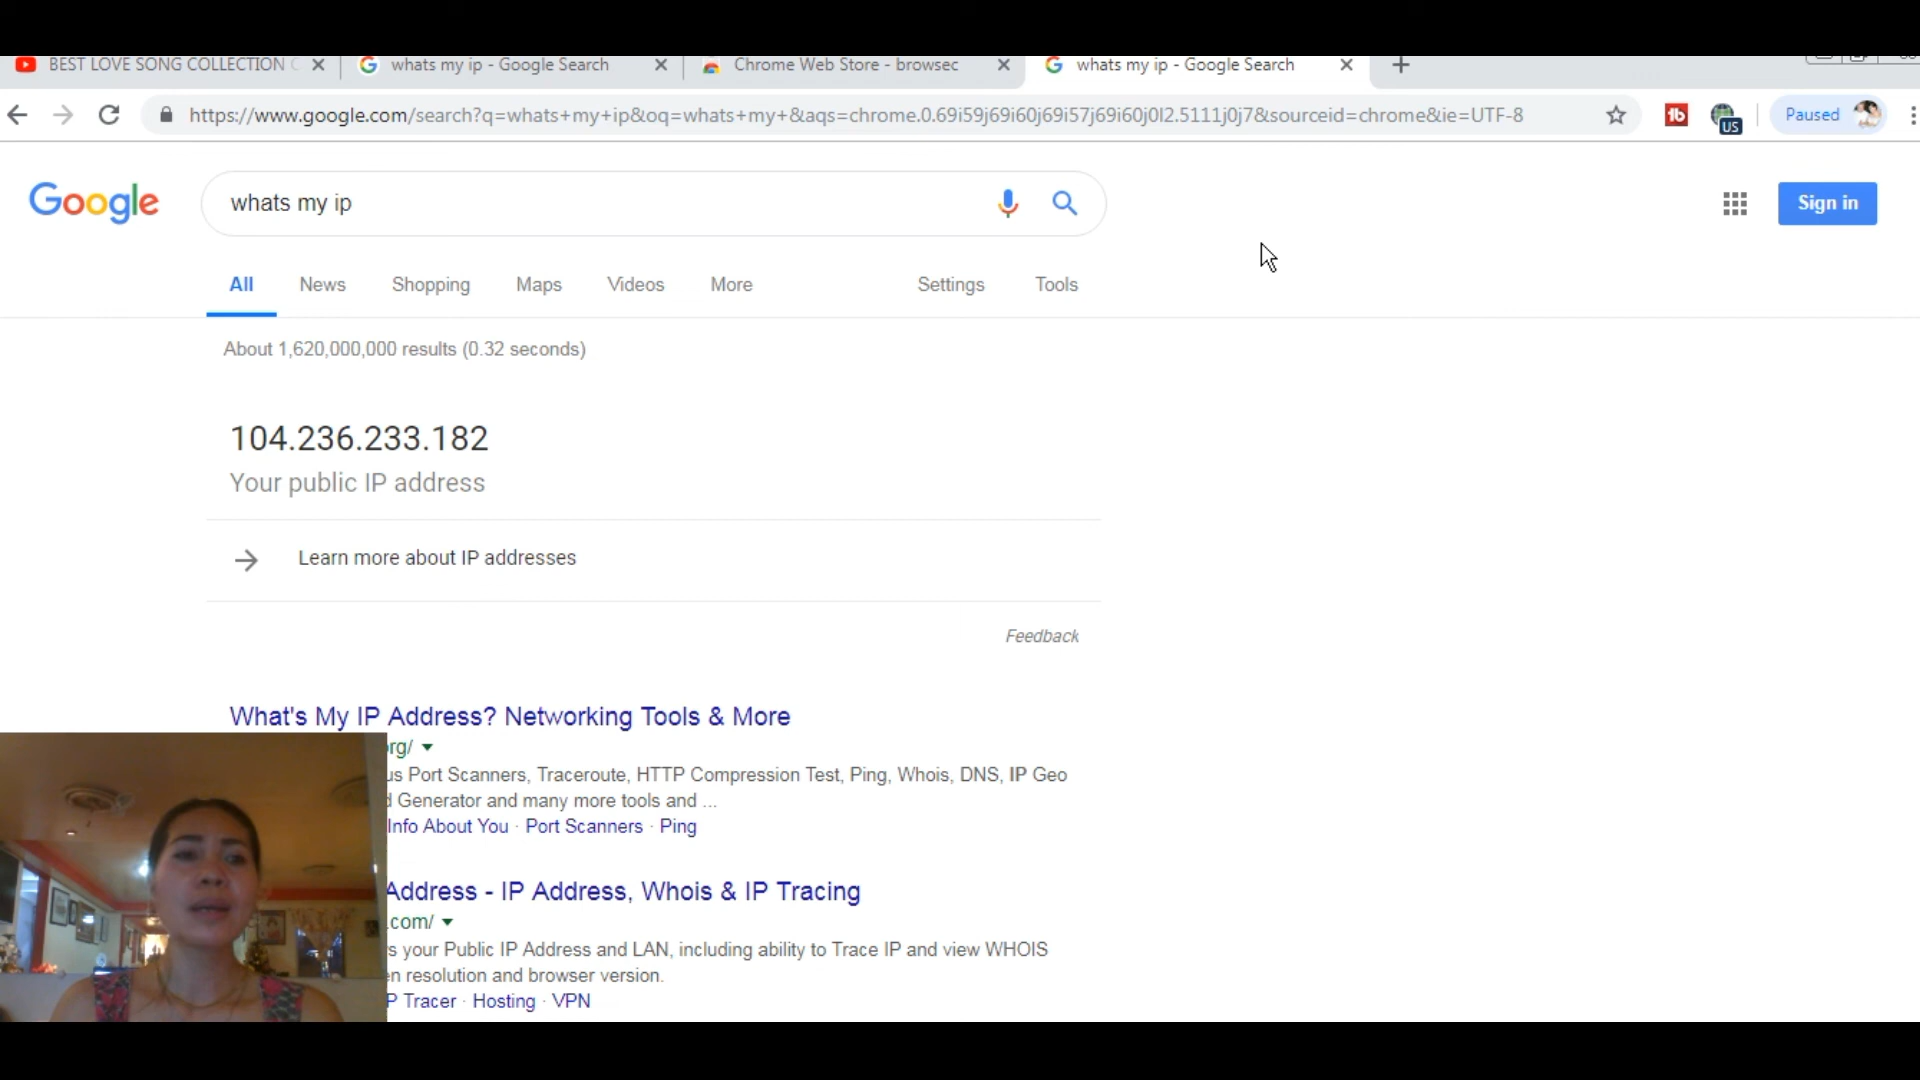 BEST LOVE SONG COLLECTION
whats my ip - Google Search
Chrome Web Store - browsec
whats my ip - Google Search
https://www.google.com/search?q=whats+my+ip&oq=whats+my+&aqs=chrome.0.69i59j69i60j69i57j69i60j0l2.5111j0j7&sourceid=chrome&ie=UTF-8
US
Paused
Google
whats my ip
Sign in
All News Shopping Maps Videos More Settings Tools
About 1,620,000,000 results (0.32 seconds)
104.236.233.182
Your public IP address
Learn more about IP addresses
Feedback
What's My IP Address? Networking Tools & More
org/
us Port Scanners, Traceroute, HTTP Compression Test, Ping, Whois, DNS, IP Geo
d Generator and many more tools and ...
Info About You · Port Scanners · Ping
Address - IP Address, Whois & IP Tracing
.com/
s your Public IP Address and LAN, including ability to Trace IP and view WHOIS
en resolution and browser version.
P Tracer · Hosting · VPN